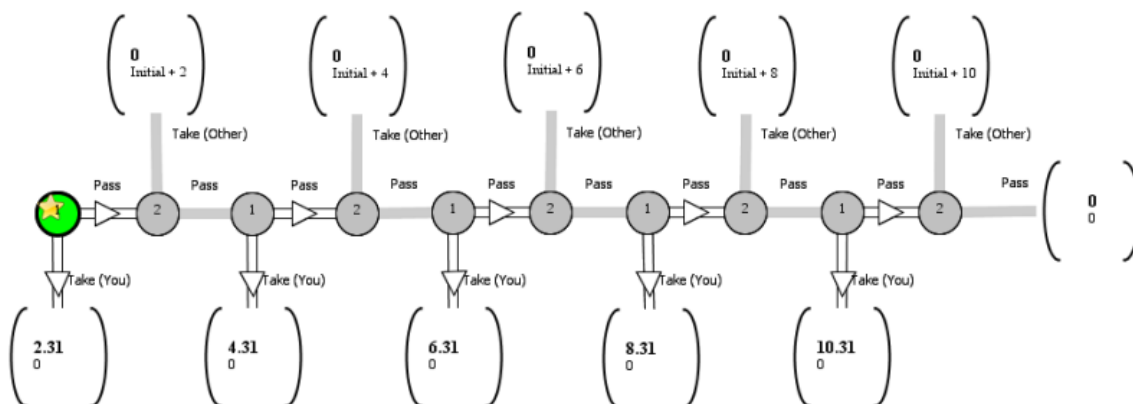 0
Initial + 2
0
Initial + 4
0
Initial + 6
0
Initial + 8
0
Initial + 10
Take (Other)
Take (Other)
Take (Other)
Take (Other)
Take (Other)
Pass
Pass
Pass
Pass
Pass
Pass
Pass
Pass
Pass
Pass
1
2
1
2
1
2
1
2
1
2
0
0
Take (You)
Take (You)
Take (You)
Take (You)
Take (You)
2.31
0
4.31
0
6.31
0
8.31
0
10.31
0